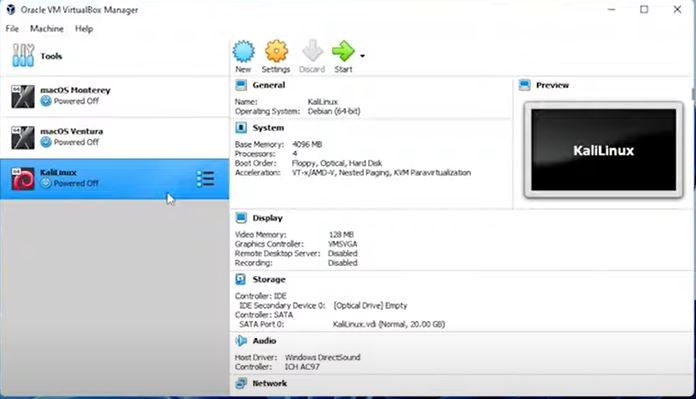 Oracle VM VirtualBox Manager
File Machine Help
Tools
New Settings Discard Start
macOS Monterey
Powered Off
macOS Ventura
Powered Off
KaliLinux
Powered Off
General
Name: KaliLinux
Operating System: Debian (64-bit)
System
Base Memory: 4096 MB
Processors: 4
Boot Order: Floppy, Optical, Hard Disk
Acceleration: VT-x/AMD-V, Nested Paging, KVM Paravirtualization
Preview
KaliLinux
Display
Video Memory: 128 MB
Graphics Controller: VMSVGA
Remote Desktop Server: Disabled
Recording: Disabled
Storage
Controller: IDE
IDE Secondary Device 0: [Optical Drive] Empty
Controller: SATA
SATA Port 0: KaliLinux.vdi (Normal, 20.00 GB)
Audio
Host Driver: Windows DirectSound
Controller: ICH AC97
Network